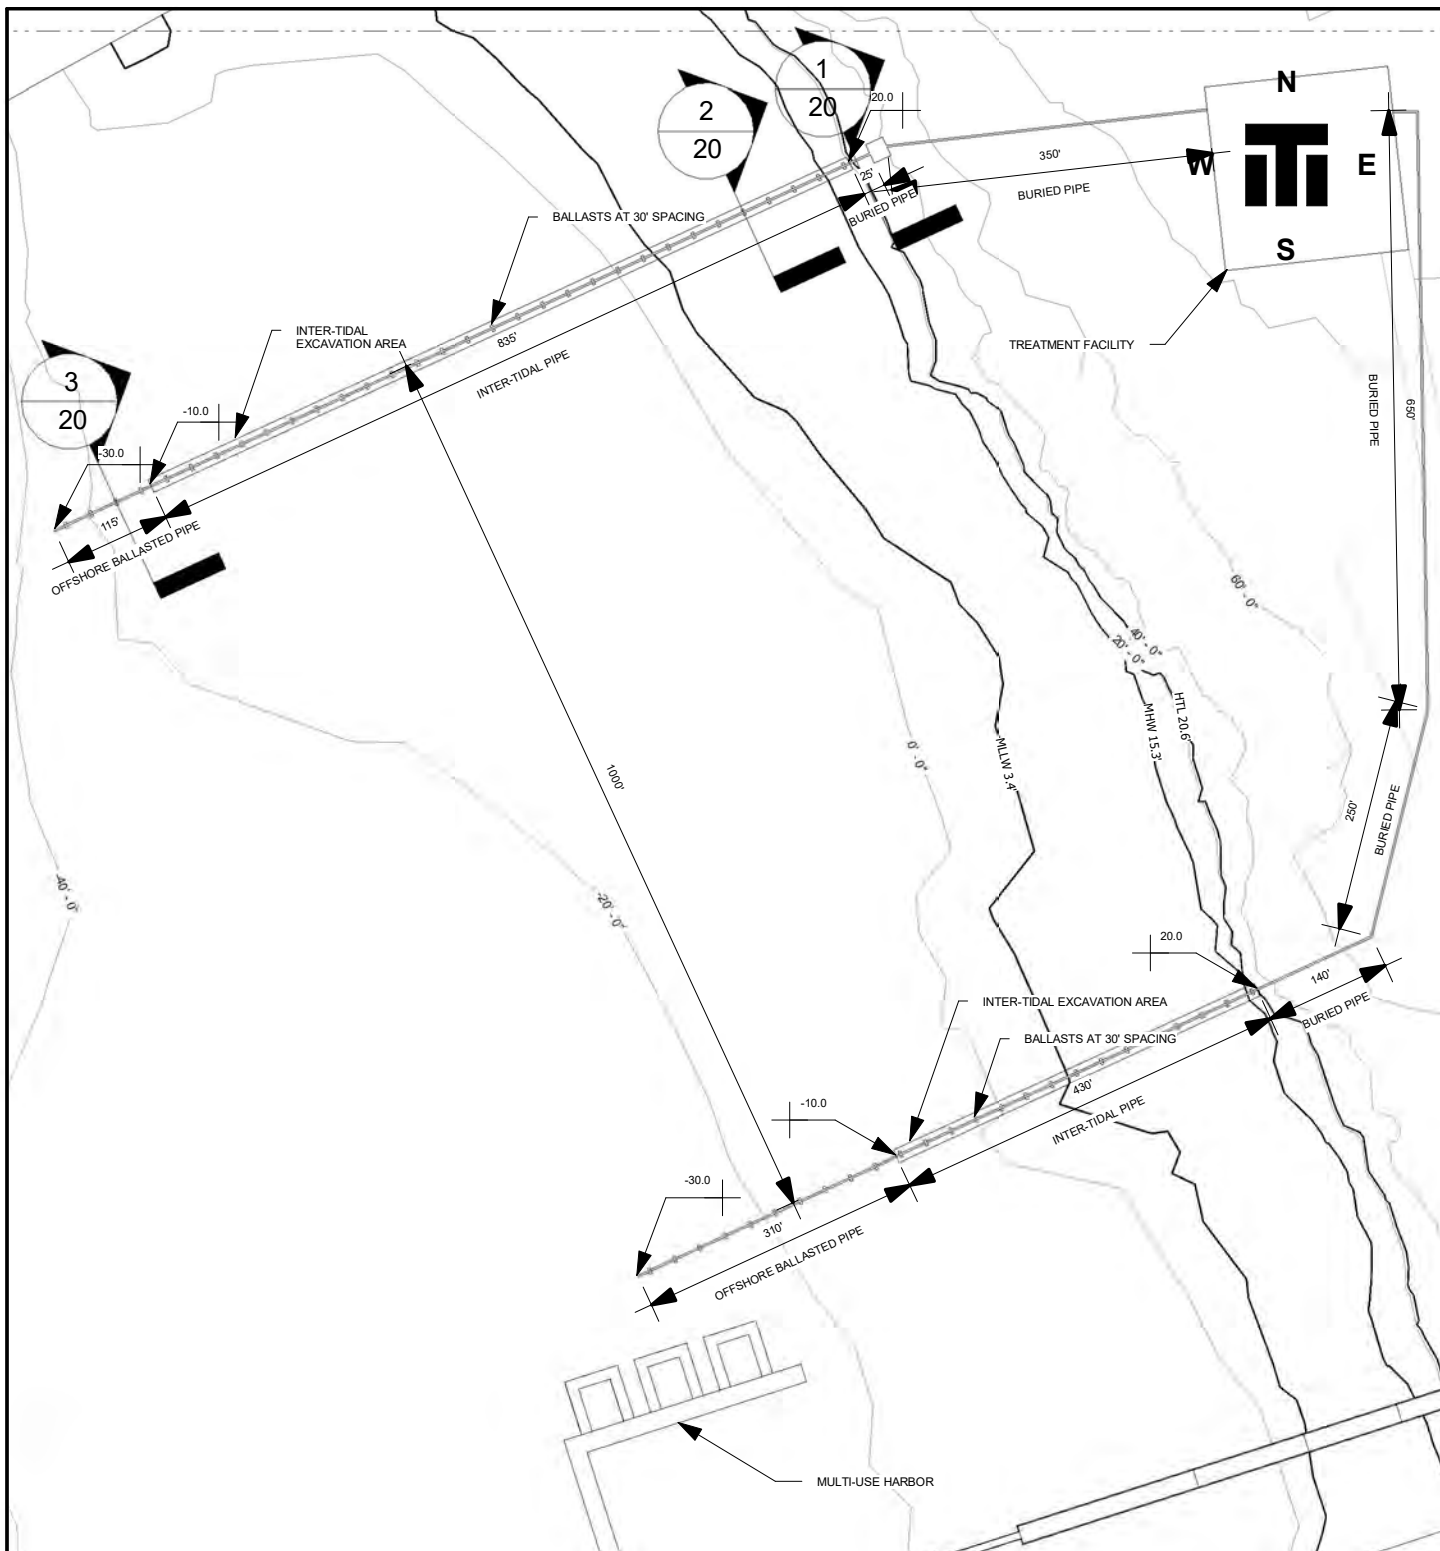 1
20
2
20
20.0
N
W
E
S
350'
BURIED PIPE
25'
BURIED PIPE
BALLASTS AT 30' SPACING
INTER-TIDAL
EXCAVATION AREA
835'
INTER-TIDAL PIPE
TREATMENT FACILITY
3
20
-10.0
-30.0
115'
OFFSHORE BALLASTED PIPE
BURIED PIPE
650'
60' - 0"
40' - 0"
20' - 0"
HTL 20.6'
MHW 15.3'
MLLW 3.4'
0' - 0"
1000'
250'
BURIED PIPE
-40' - 0"
-20' - 0"
20.0
140'
BURIED PIPE
INTER-TIDAL EXCAVATION AREA
BALLASTS AT 30' SPACING
430'
INTER-TIDAL PIPE
-10.0
-30.0
310'
OFFSHORE BALLASTED PIPE
MULTI-USE HARBOR